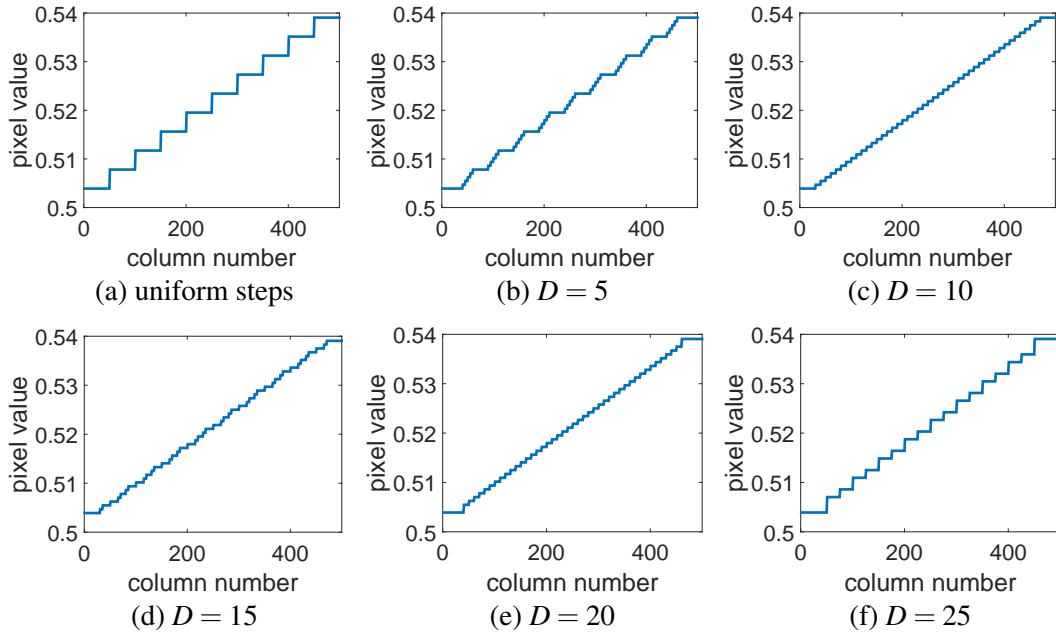 0.54
0.53
0.52
0.51
0.5
pixel value
0 200 400
column number
(a) uniform steps
0.54
0.53
0.52
0.51
0.5
pixel value
0 200 400
column number
(b) D = 5
0.54
0.53
0.52
0.51
0.5
pixel value
0 200 400
column number
(c) D = 10
0.54
0.53
0.52
0.51
0.5
pixel value
0 200 400
column number
(d) D = 15
0.54
0.53
0.52
0.51
0.5
pixel value
0 200 400
column number
(e) D = 20
0.54
0.53
0.52
0.51
0.5
pixel value
0 200 400
column number
(f) D = 25